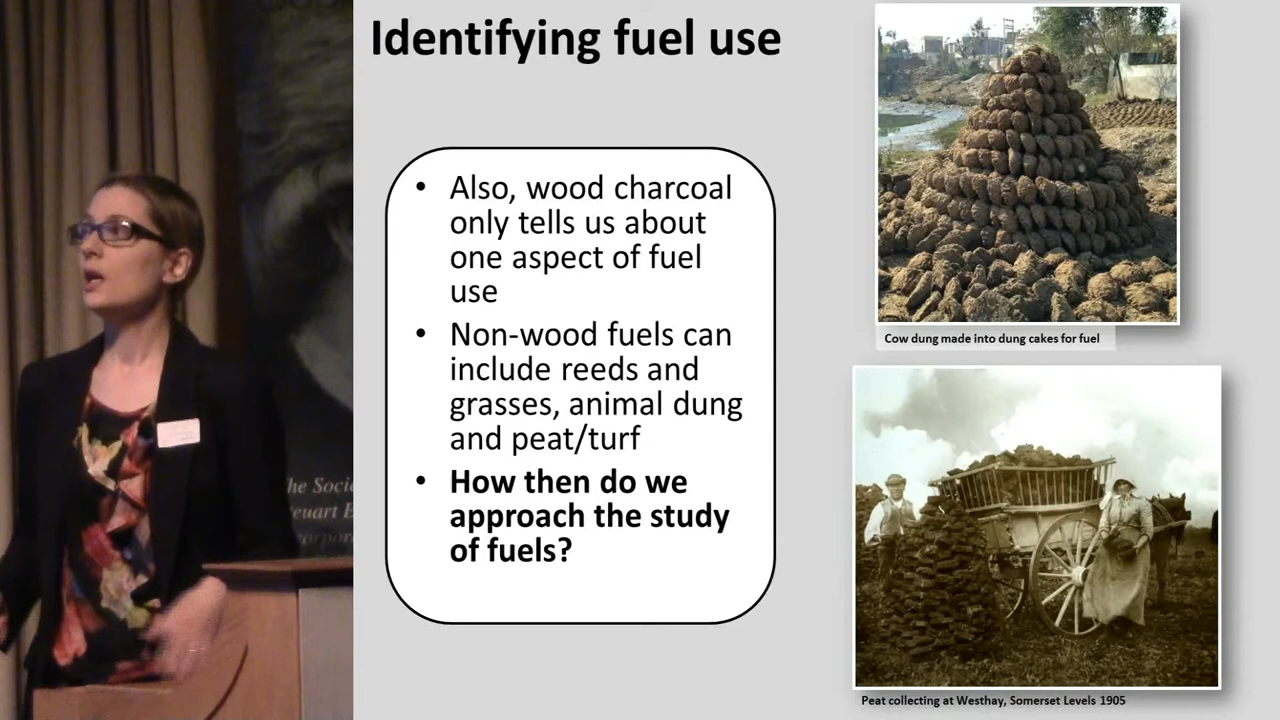 Identifying fuel use
• Also, wood charcoal
only tells us about
one aspect of fuel
use
• Non-wood fuels can
include reeds and
grasses, animal dung
and peat/turf
• How then do we
approach the study
of fuels?
Cow dung made into dung cakes for fuel
Peat collecting at Westhay, Somerset Levels 1905